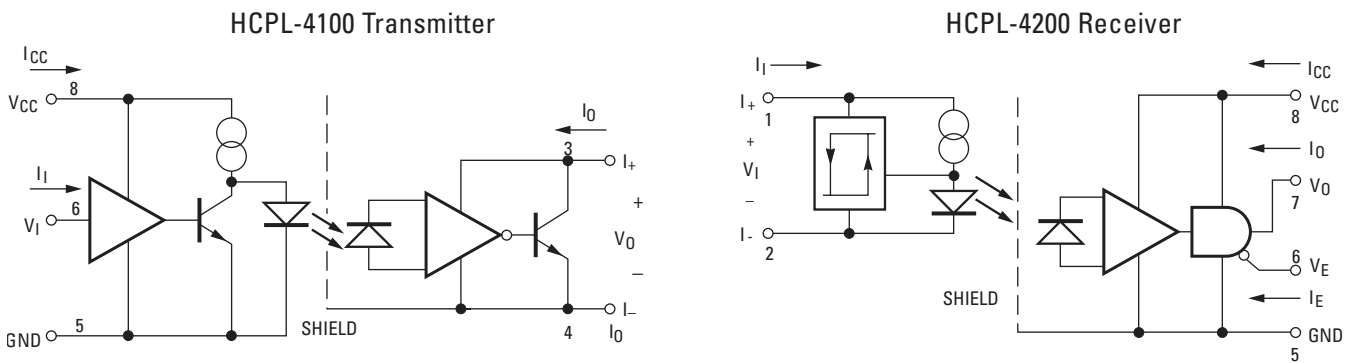 HCPL-4100 Transmitter
ICC
8
VCC
II
6
VI
5
GND
SHIELD
IO
3
I+
+
VO
–
I–
4
IO
HCPL-4200 Receiver
II
I+
1
+
VI
–
I-
2
SHIELD
ICC
VCC
8
IO
VO
7
6
VE
IE
GND
5